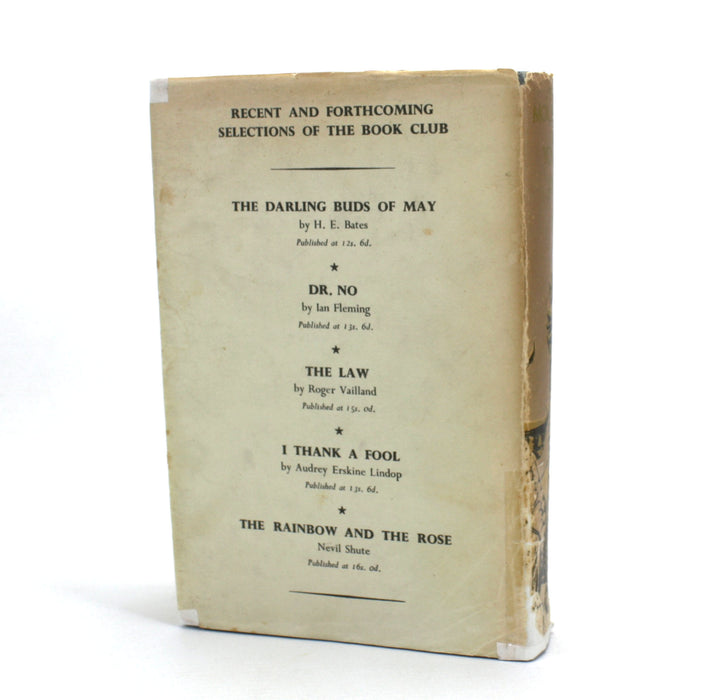 RECENT AND FORTHCOMING
SELECTIONS OF THE BOOK CLUB
THE DARLING BUDS OF MAY
by H. E. Bates
Published at 12s. 6d.
★
DR. NO
by Ian Fleming
Published at 13s. 6d.
★
THE LAW
by Roger Vailland
Published at 15s. 0d.
★
I THANK A FOOL
by Audrey Erskine Lindop
Published at 13s. 6d.
★
THE RAINBOW AND THE ROSE
Nevil Shute
Published at 16s. 0d.